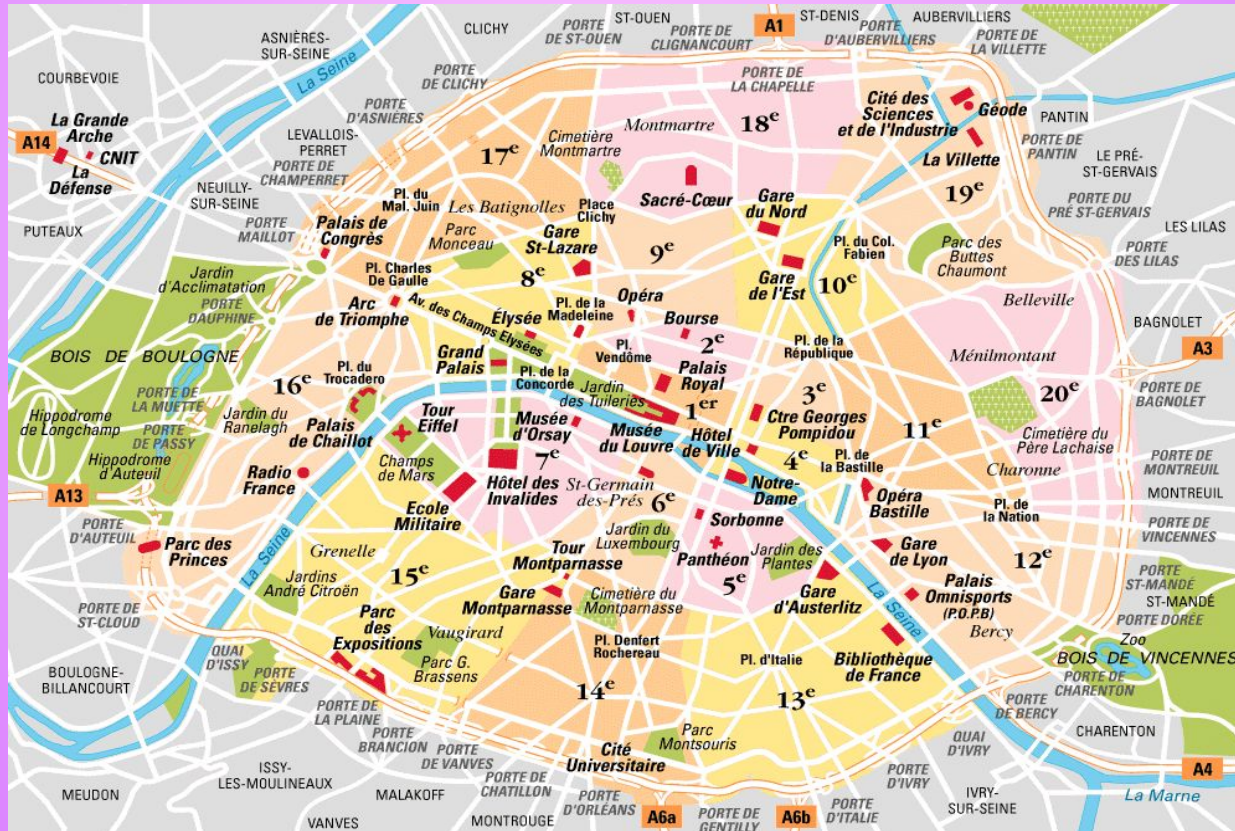 ST-OUEN
ST-DENIS
AUBERVILLIERS
CLICHY
PORTE
DE ST-OUEN
A1
PORTE DE
CLIGNANCOURT
PORTE
D'AUBERVILLIERS
PORTE DE
LA VILLETTE
ASNIÈRES-
SUR-SEINE
La Seine
COURBEVOIE
PORTE
DE CLICHY
PORTE DE
LA CHAPELLE
PORTE
D'ASNIÈRES
La Grande
Arche
A14
CNIT
La
Défense
LEVALLOIS-
PERRET
PORTE DE
CHAMPERRET
17e
Cimetière
Montmartre
Montmartre
18e
Cité des
Sciences
et de l'Industrie
Géode
La Villette
PANTIN
PORTE DE
PANTIN
LE PRÉ-
ST-GERVAIS
NEUILLY-
SUR-SEINE
Pl. du
Mal. Juin
Les Batignolles
Place
Clichy
Sacré-Cœur
Gare
du Nord
19e
PORTE DU
PRÉ ST-GERVAIS
PUTEAUX
PORTE
MAILLOT
Palais de
Congrès
Parc
Monceau
Gare
St-Lazare
9e
Pl. du Col.
Fabien
Parc des
Buttes
Chaumont
LES LILAS
PORTE
DES LILAS
Jardin
d'Acclimatation
Pl. Charles
De Gaulle
8e
Gare
de l'Est
10e
PORTE
DAUPHINE
Arc
de Triomphe
Av. des Champs Elysées
Élysée
Pl. de la
Madeleine
Opéra
Bourse
Belleville
BAGNOLET
A3
BOIS DE BOULOGNE
Grand
Palais
Pl.
Vendôme
2e
Pl. de la
République
Ménilmontant
16e
Pl. du
Trocadero
Pl. de la
Concorde
Palais
Royal
3e
20e
PORTE DE
LA MUETTE
Jardin
des Tuileries
1er
PORTE DE
BAGNOLET
Hippodrome
de Longchamp
PORTE
DE PASSY
Jardin du
Ranelagh
Palais
de Chaillot
Tour
Eiffel
Musée
d'Orsay
Musée
du Louvre
Hôtel
de Ville
Ctre Georges
Pompidou
11e
Cimetière du
Père Lachaise
Hippodrome
d'Auteuil
Radio
France
Champs
de Mars
7e
4e
Pl. de
la Bastille
Charonne
PORTE DE
MONTREUIL
A13
Hôtel des
Invalides
St-Germain
des-Prés
6e
Notre-
Dame
Opéra
Bastille
Pl. de
la Nation
MONTREUIL
Ecole
Militaire
Sorbonne
PORTE DE
VINCENNES
PORTE
D'AUTEUIL
Parc des
Princes
La Seine
Grenelle
15e
Tour
Montparnasse
Jardin du
Luxembourg
Panthéon
Jardin des
Plantes
Gare
de Lyon
12e
PORTE
ST-MANDÉ
ST-MANDÉ
Jardins
André Citroën
Gare
Montparnasse
Cimetière du
Montparnasse
5e
Gare
d'Austerlitz
La Seine
Palais
Omnisports
(P.O.P.B)
PORTE DE
ST-CLOUD
Parc
des
Expositions
Vaugirard
Pl. Denfert
Rochereau
Bercy
PORTE DORÉE
Zoo
BOIS DE VINCENNES
QUAI
D'ISSY
Parc G.
Brassens
Pl. d'Italie
Bibliothèque
de France
BOULOGNE-
BILLANCOURT
PORTE
DE SÈVRES
14e
13e
PORTE DE
CHARENTON
PORTE
DE BERCY
PORTE DE
LA PLAINE
Parc
Montsouris
CHARENTON
PORTE
BRANCION
PORTE
DE VANVES
Cité
Universitaire
QUAI
D'IVRY
ISSY-
LES-MOULINEAUX
PORTE DE
CHATILLON
PORTE
D'IVRY
A4
MEUDON
MALAKOFF
PORTE
D'ORLÉANS
IVRY-
SUR-SEINE
La Marne
VANVES
MONTROUGE
A6a
PORTE DE
GENTILLY
A6b
PORTE
D'ITALIE